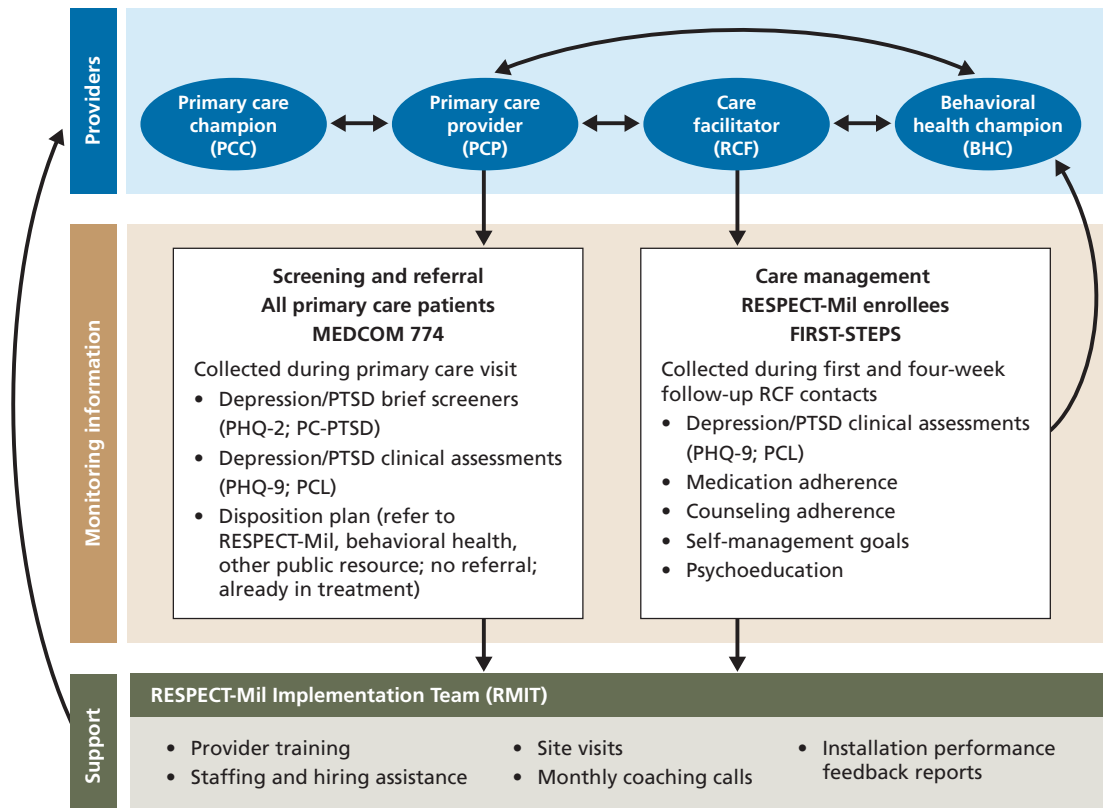 Providers
Primary care
champion
(PCC)
Primary care
provider
(PCP)
Care
facilitator
(RCF)
Behavioral
health champion
(BHC)
Monitoring information
Screening and referral
All primary care patients
MEDCOM 774
Collected during primary care visit
• Depression/PTSD brief screeners
(PHQ-2; PC-PTSD)
• Depression/PTSD clinical assessments
(PHQ-9; PCL)
• Disposition plan (refer to
RESPECT-Mil, behavioral health,
other public resource; no referral;
already in treatment)
Care management
RESPECT-Mil enrollees
FIRST-STEPS
Collected during first and four-week
follow-up RCF contacts
• Depression/PTSD clinical assessments
(PHQ-9; PCL)
• Medication adherence
• Counseling adherence
• Self-management goals
• Psychoeducation
Support
RESPECT-Mil Implementation Team (RMIT)
• Provider training
• Staffing and hiring assistance
• Site visits
• Monthly coaching calls
• Installation performance
feedback reports